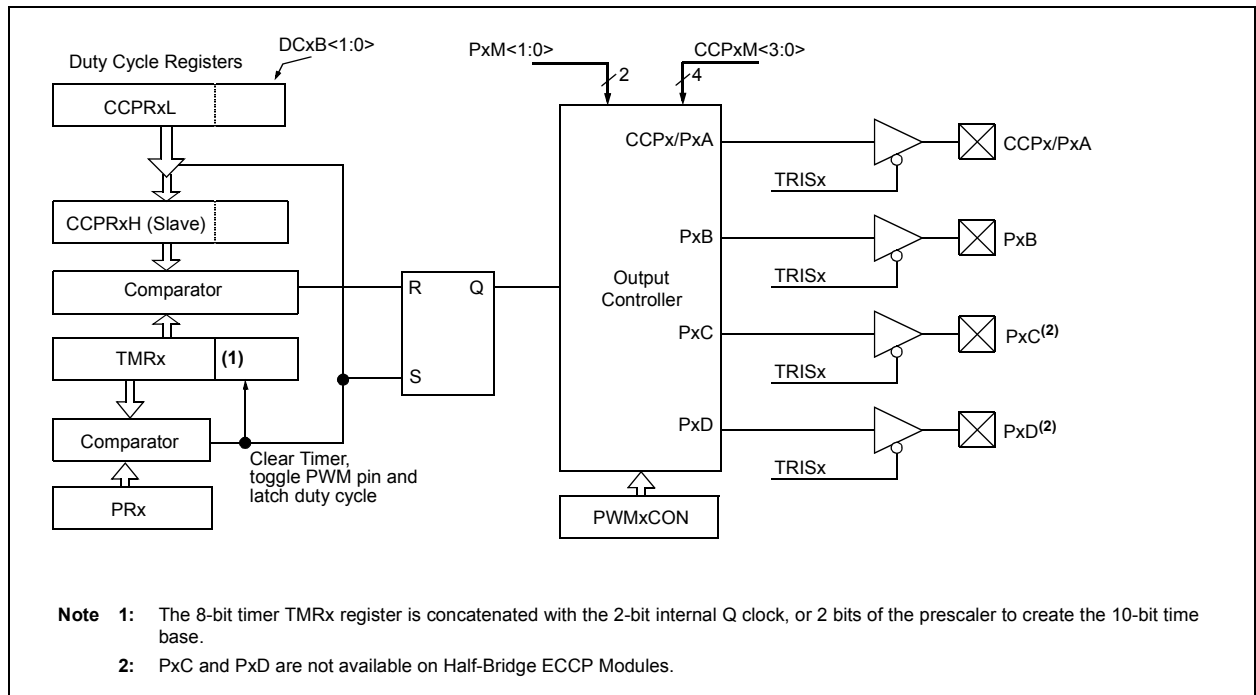 DCxB<1:0>
Duty Cycle Registers
CCPRxL
CCPRxH (Slave)
Comparator
TMRx
(1)
Comparator
PRx
Clear Timer,
toggle PWM pin and
latch duty cycle
R
Q
S
PxM<1:0>
2
CCPxM<3:0>
4
Output
Controller
CCPx/PxA
PxB
PxC
PxD
PWMxCON
TRISx
CCPx/PxA
TRISx
PxB
TRISx
PxC(2)
TRISx
PxD(2)
Note 1: The 8-bit timer TMRx register is concatenated with the 2-bit internal Q clock, or 2 bits of the prescaler to create the 10-bit time
base.
2: PxC and PxD are not available on Half-Bridge ECCP Modules.